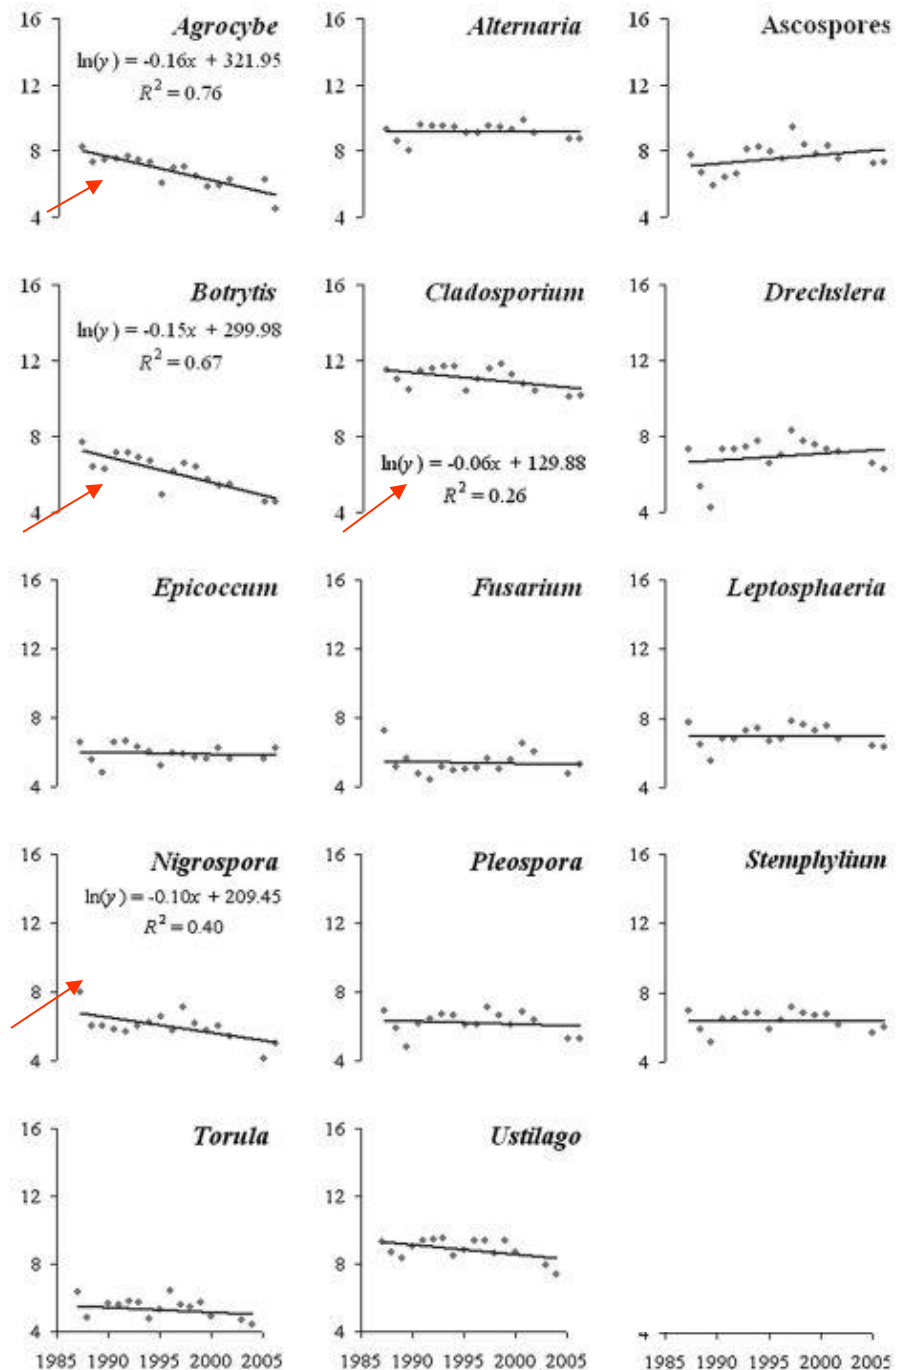 16
Agrocybe
ln(y) = -0.16x + 321.95
R² = 0.76
12
8
4
16
Alternaria
12
8
4
16
Ascospores
12
8
4
16
Botrytis
ln(y) = -0.15x + 299.98
R² = 0.67
12
8
4
16
Cladosporium
12
8
ln(y) = -0.06x + 129.88
R² = 0.26
4
16
Drechslera
12
8
4
16
Epicoccum
12
8
4
16
Fusarium
12
8
4
16
Leptosphaeria
12
8
4
16
Nigrospora
ln(y) = -0.10x + 209.45
R² = 0.40
12
8
4
16
Pleospora
12
8
4
16
Stemphylium
12
8
4
16
Torula
12
8
4
1985 1990 1995 2000 2005
16
Ustilago
12
8
4
1985 1990 1995 2000 2005
4
1985 1990 1995 2000 2005